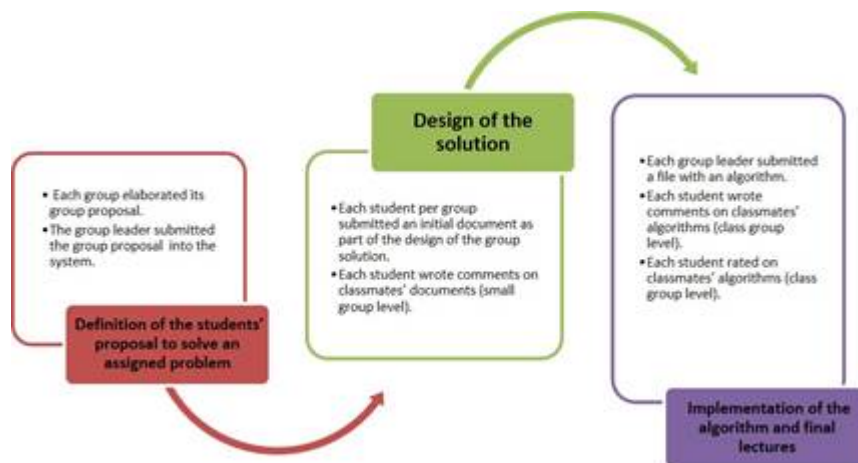 • Each group elaborated its
group proposal.
•The group leader submitted
the group proposal into the
system.
Definition of the students'
proposal to solve an
assigned problem
Design of the
solution
•Each student per group
submitted an initial document as
part of the design of the group
solution.
•Each student wrote comments on
classmates' documents (small
group level).
•Each group leader submitted
a file with an algorithm.
•Each student wrote
comments on classmates'
algorithms (class group
level).
•Each student rated on
classmates' algorithms (class
group level).
Implementation of the
algorithm and final
lectures